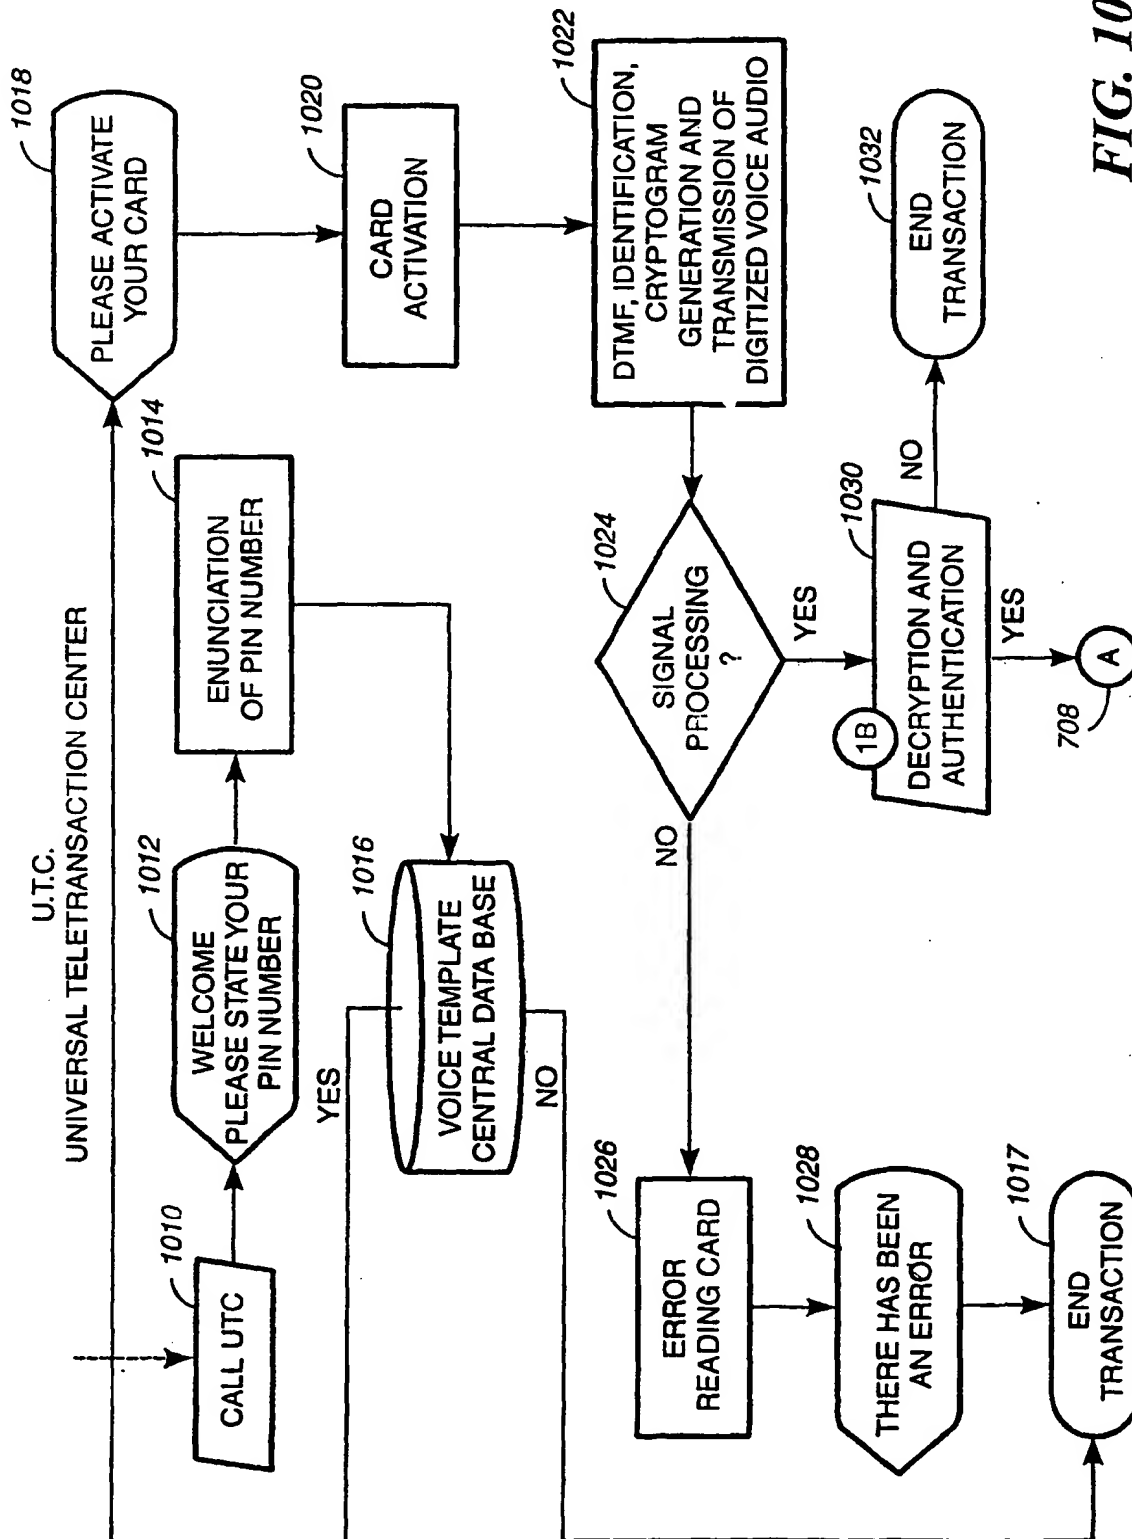 U.T.C.
UNIVERSAL TELETRANSACTION CENTER
1010
CALL UTC
1012
WELCOME
PLEASE STATE YOUR
PIN NUMBER
1014
ENUNCIATION
OF PIN NUMBER
1018
PLEASE ACTIVATE
YOUR CARD
YES
1016
VOICE TEMPLATE
CENTRAL DATA BASE
NO
1020
CARD
ACTIVATION
1022
DTMF, IDENTIFICATION,
CRYPTOGRAM
GENERATION AND
TRANSMISSION OF
DIGITIZED VOICE AUDIO
1024
SIGNAL
PROCESSING
?
NO
YES
1026
ERROR
READING CARD
1028
THERE HAS BEEN
AN ERROR
1017
END
TRANSACTION
1B
1030
DECRYPTION AND
AUTHENTICATION
NO
YES
1032
END
TRANSACTION
708
A
FIG. 10